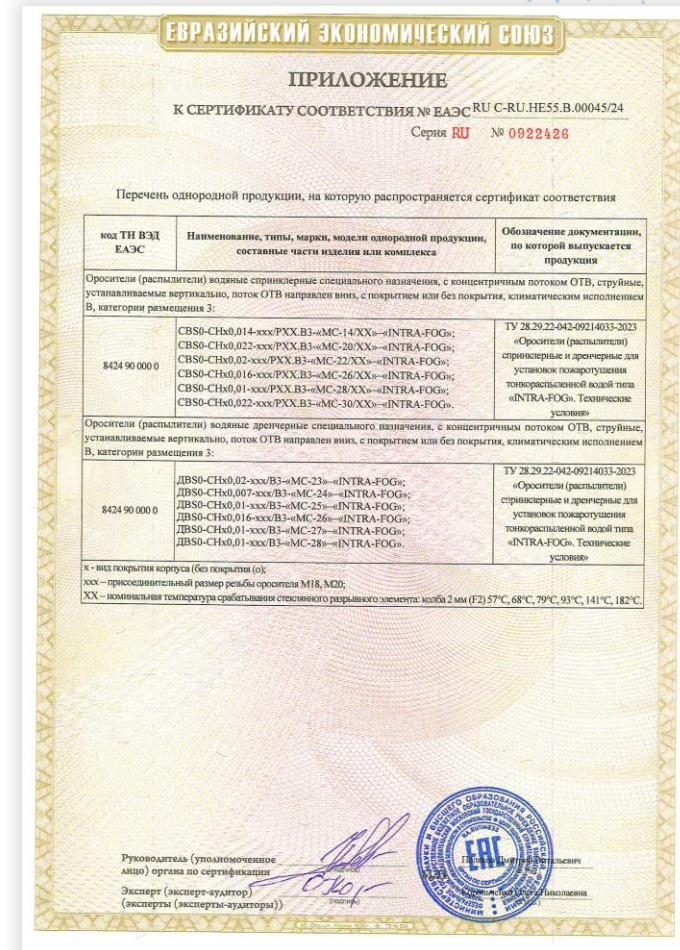 ЕВРАЗИЙСКИЙ ЭКОНОМИЧЕСКИЙ СОЮЗ
ПРИЛОЖЕНИЕ
К СЕРТИФИКАТУ СООТВЕТСТВИЯ № ЕАЭС RU C-RU.HE55.B.00045/24
Серия RU № 0922426
Перечень однородной продукции, на которую распространяется сертификат соответствия
код ТН ВЭД
ЕАЭС
Наименование, типы, марки, модели однородной продукции,
составные части изделия или комплекса
Обозначение документации,
по которой выпускается
продукция
Оросители (распылители) водяные спринклерные специального назначения, с концентричным потоком ОТВ, струйные,
устанавливаемые вертикально, поток ОТВ направлен вниз, с покрытием или без покрытия, климатическим исполнением
В, категории размещения 3:
8424 90 000 0
СВS0-СНх0,014-ххх/РХХ.В3-«МС-14/ХХ»-«INTRA-FOG»;
СВS0-СНх0,022-ххх/РХХ.В3-«МС-20/ХХ»-«INTRA-FOG»;
СВS0-СНх0,02-ххх/РХХ.В3-«МС-22/ХХ»-«INTRA-FOG»;
СВS0-СНх0,016-ххх/РХХ.В3-«МС-26/ХХ»-«INTRA-FOG»;
СВS0-СНх0,01-ххх/РХХ.В3-«МС-28/ХХ»-«INTRA-FOG»;
СВS0-СНх0,022-ххх/РХХ.В3-«МС-30/ХХ»-«INTRA-FOG».
ТУ 28.29.22-042-09214033-2023
«Оросители (распылители)
спринклерные и дренчерные для
установок пожаротушения
тонкораспыленной водой типа
«INTRA-FOG». Технические
условия»
Оросители (распылители) водяные дренчерные специального назначения, с концентричным потоком ОТВ, струйные,
устанавливаемые вертикально, поток ОТВ направлен вниз, с покрытием или без покрытия, климатическим исполнением
В, категории размещения 3:
8424 90 000 0
ДВS0-СНх0,02-ххх/В3-«МС-23»-«INTRA-FOG»;
ДВS0-СНх0,007-ххх/В3-«МС-24»-«INTRA-FOG»;
ДВS0-СНх0,01-ххх/В3-«МС-25»-«INTRA-FOG»;
ДВS0-СНх0,016-ххх/В3-«МС-26»-«INTRA-FOG»;
ДВS0-СНх0,01-ххх/В3-«МС-27»-«INTRA-FOG»;
ДВS0-СНх0,01-ххх/В3-«МС-28»-«INTRA-FOG».
ТУ 28.29.22-042-09214033-2023
«Оросители (распылители)
спринклерные и дренчерные для
установок пожаротушения
тонкораспыленной водой типа
«INTRA-FOG». Технические
условия»
х - вид покрытия корпуса (без покрытия (о);
ххх – присоединительный размер резьбы оросителя М18, М20;
ХХ – номинальная температура срабатывания стеклянного разрывного элемента: колба 2 мм (F2) 57°С, 68°С, 79°С, 93°С, 141°С, 182°С.
Руководитель (уполномоченное
лицо) органа по сертификации
(подпись)
Дмитрий Витальевич
Эксперт (эксперт-аудитор)
(эксперты (эксперты-аудиторы))
(подпись)
Ольга Николаевна
М.П.
ЕАС